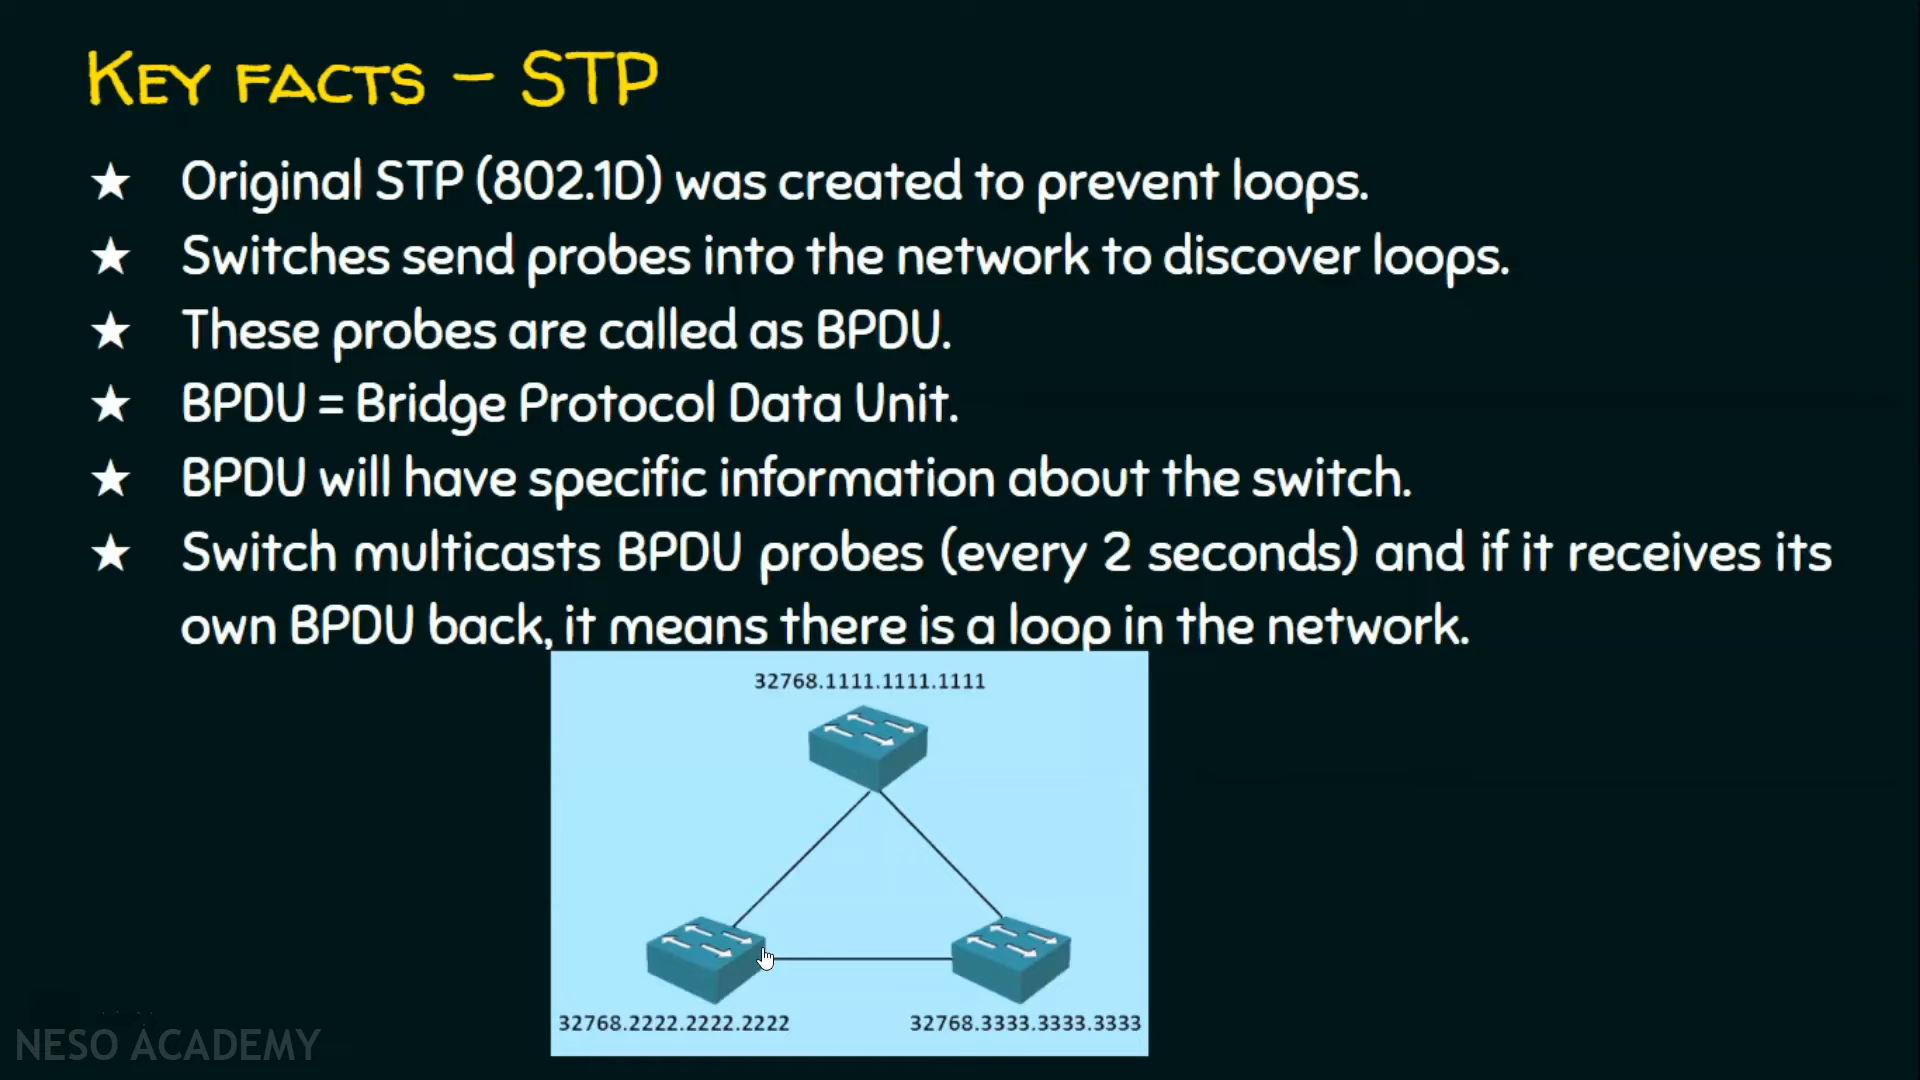 Key facts – STP
★ Original STP (802.1D) was created to prevent loops.
★ Switches send probes into the network to discover loops.
★ These probes are called as BPDU.
★ BPDU = Bridge Protocol Data Unit.
★ BPDU will have specific information about the switch.
★ Switch multicasts BPDU probes (every 2 seconds) and if it receives its
own BPDU back, it means there is a loop in the network.
32768.1111.1111.1111
32768.2222.2222.2222
32768.3333.3333.3333
NESO ACADEMY